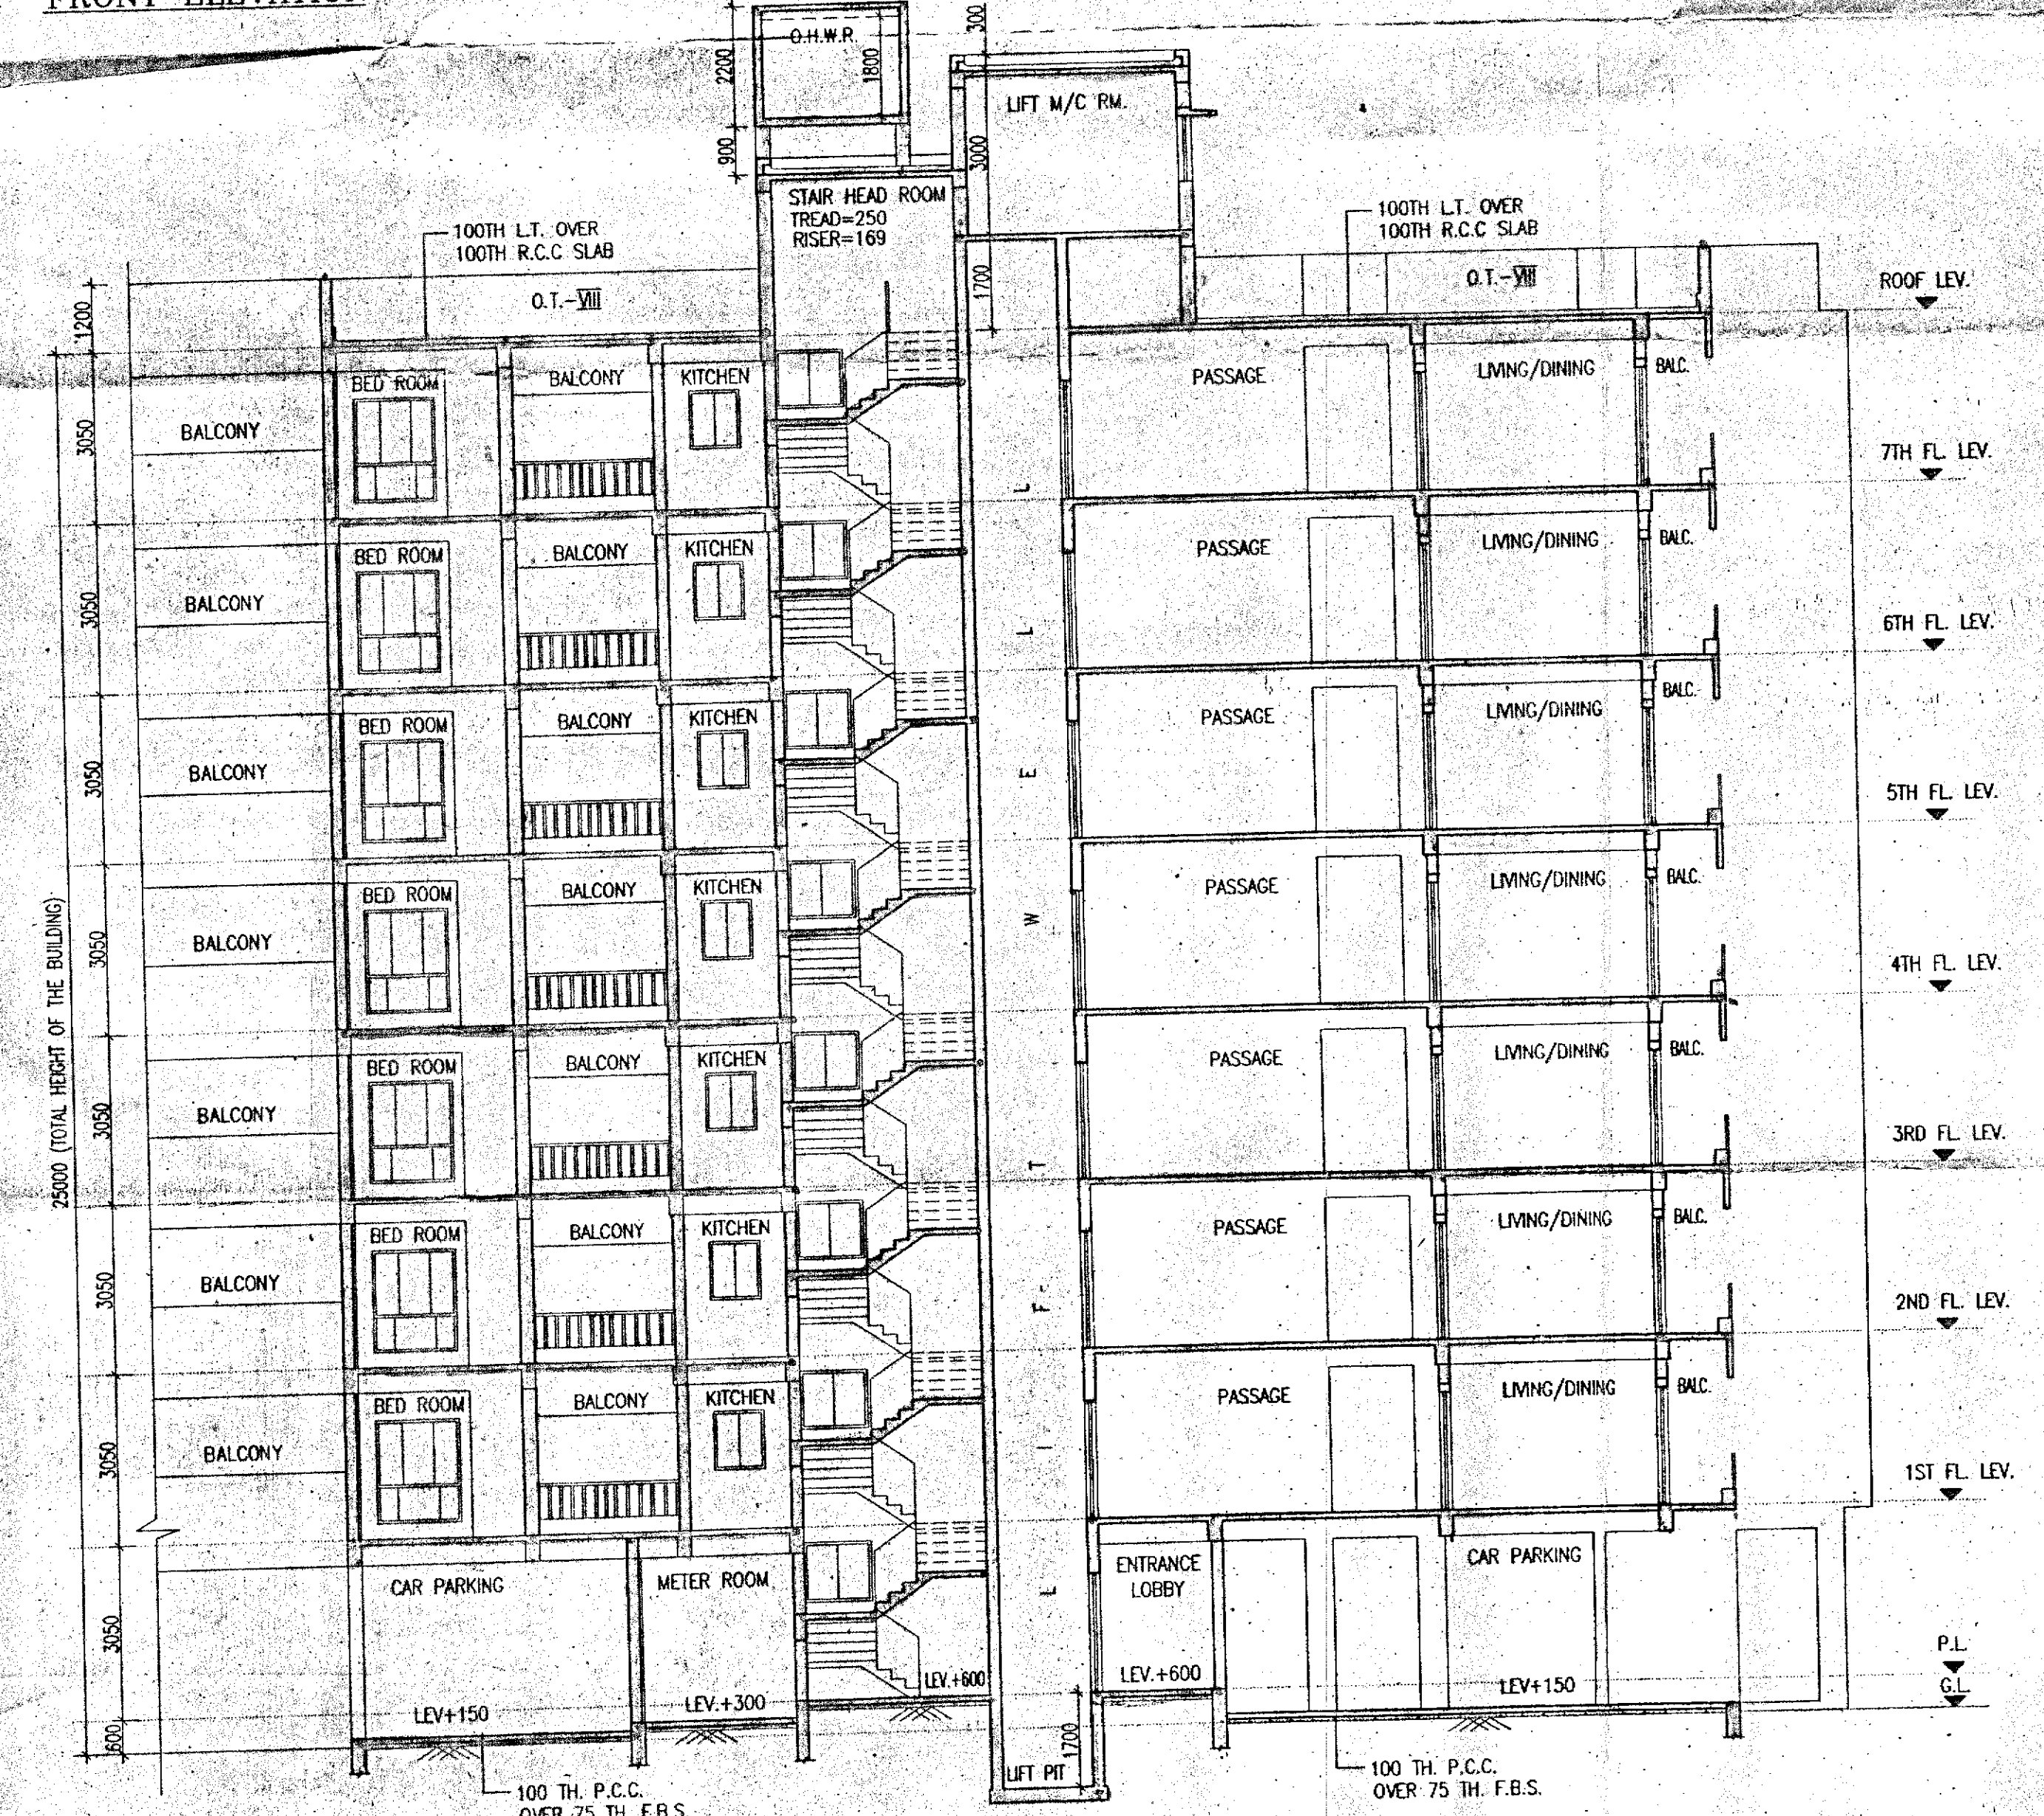 FRONT ELEVATION
O.H.W.R.
2200
1800
300
900
LIFT M/C RM.
3000
STAIR HEAD ROOM
TREAD=250
RISER=169
100TH L.T. OVER
100TH R.C.C SLAB
O.T.-VIII
1700
100TH L.T. OVER
100TH R.C.C SLAB
O.T.-VIII
ROOF LEV.
1200
3050
BALCONY
BED ROOM
BALCONY
KITCHEN
PASSAGE
LIVING/DINING
BALC.
7TH FL. LEV.
3050
BALCONY
BED ROOM
BALCONY
KITCHEN
PASSAGE
LIVING/DINING
BALC.
6TH FL. LEV.
3050
BALCONY
BED ROOM
BALCONY
KITCHEN
PASSAGE
LIVING/DINING
BALC.
5TH FL. LEV.
3050
BALCONY
BED ROOM
BALCONY
KITCHEN
PASSAGE
LIVING/DINING
BALC.
4TH FL. LEV.
3050
BALCONY
BED ROOM
BALCONY
KITCHEN
PASSAGE
LIVING/DINING
BALC.
3RD FL. LEV.
3050
BALCONY
BED ROOM
BALCONY
KITCHEN
PASSAGE
LIVING/DINING
BALC.
2ND FL. LEV.
3050
BALCONY
BED ROOM
BALCONY
KITCHEN
PASSAGE
LIVING/DINING
BALC.
1ST FL. LEV.
25000 (TOTAL HEIGHT OF THE BUILDING)
LIFT WELL
3050
CAR PARKING
METER ROOM
ENTRANCE
LOBBY
CAR PARKING
P.L.
G.L.
LEV+150
LEV.+300
LEV.+600
LEV.+600
LEV+150
600
1700
LIFT PIT
100 TH. P.C.C.
OVER 75 TH. F.B.S.
100 TH. P.C.C.
OVER 75 TH. F.B.S.